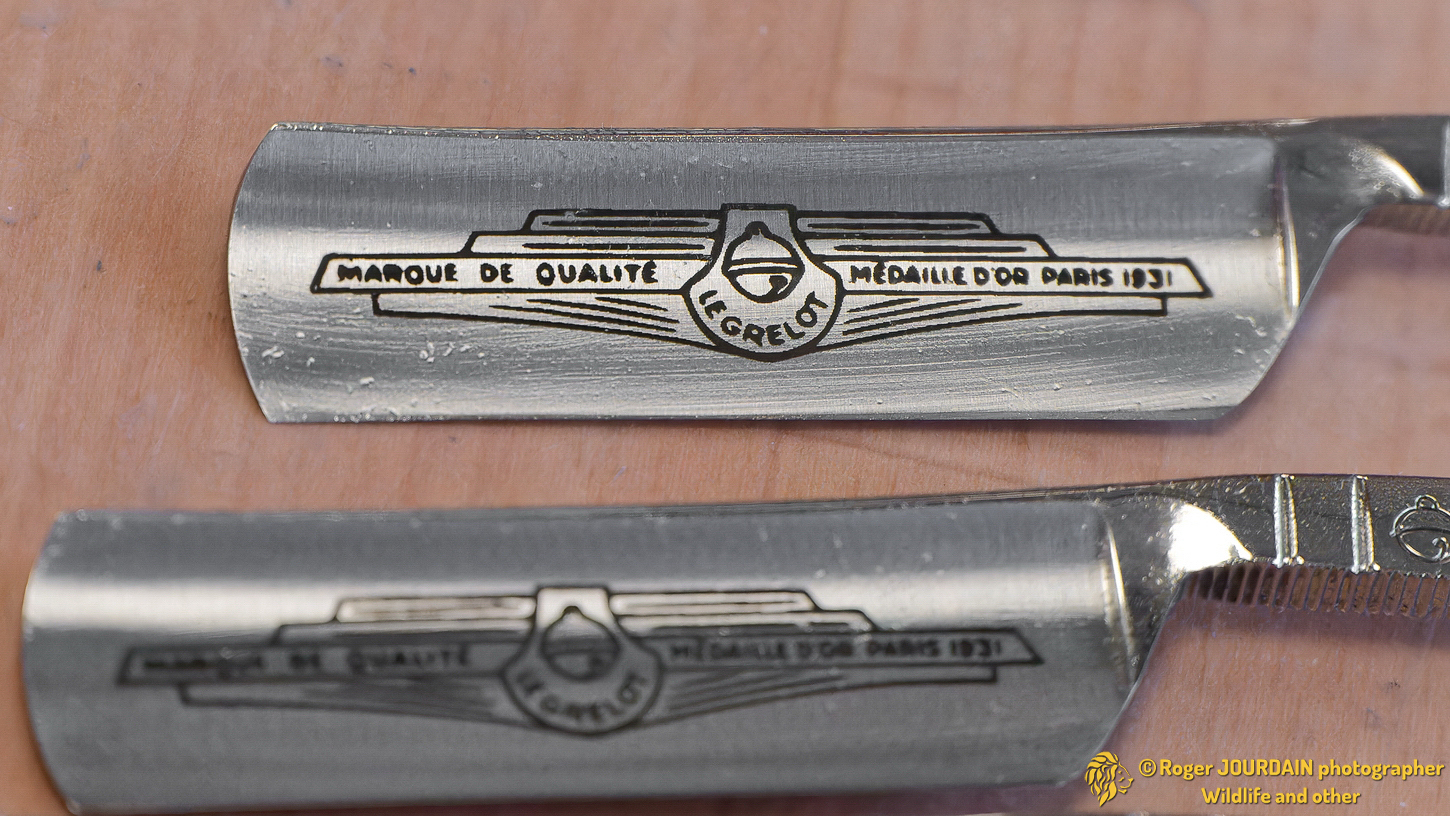 MARQUE DE QUALITÉ
MÉDAILLE D'OR PARIS 1931
LE GRELOT
MARQUE DE QUALITÉ
MÉDAILLE D'OR PARIS 1931
LE GRELOT
© Roger JOURDAIN photographer
Wildlife and other